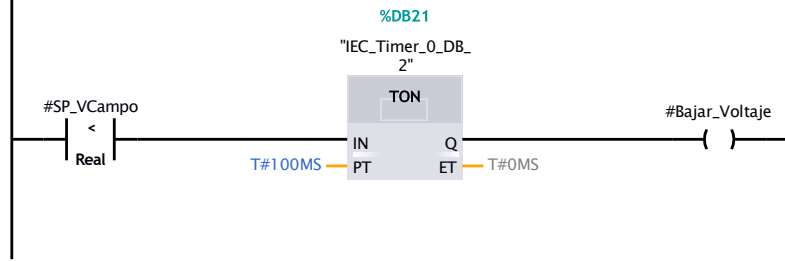 %DB21
"IEC_Timer_0_DB_
2"
TON
#SP_VCampo
<
Real
#Bajar_Voltaje
IN Q
T#100MS PT ET T#0MS